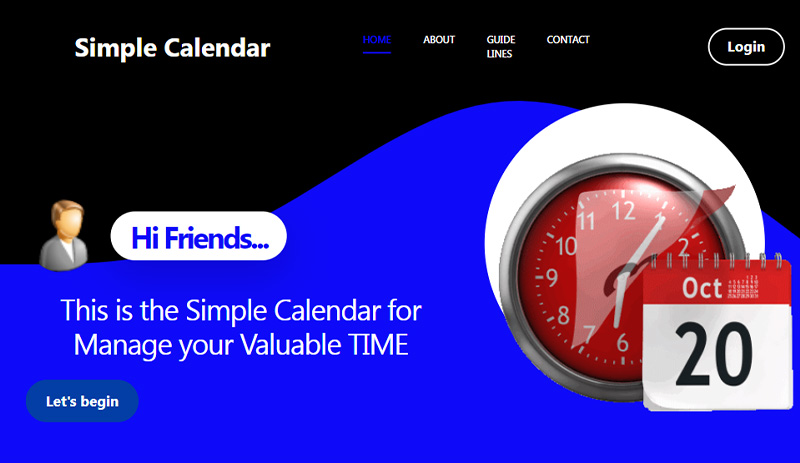 Simple Calendar
HOME
ABOUT
GUIDE
LINES
CONTACT
Login
Hi Friends...
This is the Simple Calendar for
Manage your Valuable TIME
Let's begin
12
11
10
9
8
7
6
2
Oct
20